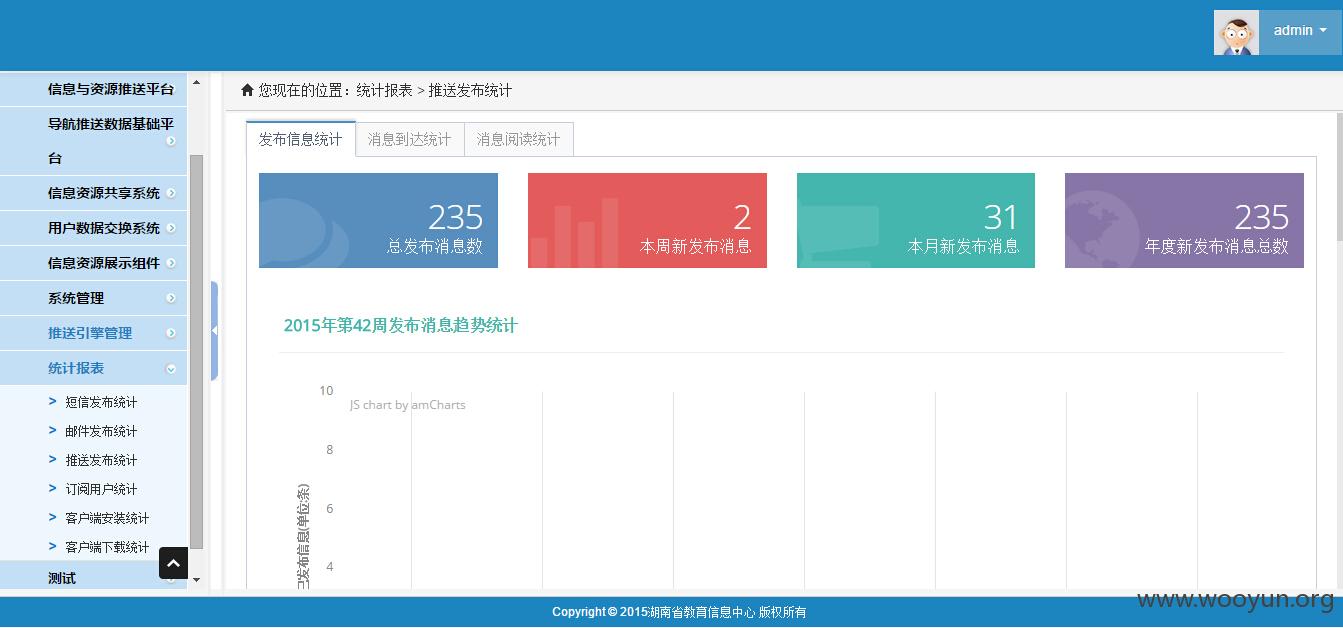 admin
信息与资源推送平台
导航推送数据基础平
台
信息资源共享系统
用户数据交换系统
信息资源展示组件
系统管理
推送引擎管理
统计报表
> 短信发布统计
> 邮件发布统计
> 推送发布统计
> 订阅用户统计
> 客户端安装统计
> 客户端下载统计
测试
您现在的位置：统计报表 > 推送发布统计
发布信息统计 消息到达统计 消息阅读统计
235
总发布消息数
2
本周新发布消息
31
本月新发布消息
235
年度新发布消息总数
2015年第42周发布消息趋势统计
10
JS chart by amCharts
8
6
4
已发布信息(单位:条)
www.wooyun.org
Copyright © 2015湖南省教育信息中心 版权所有